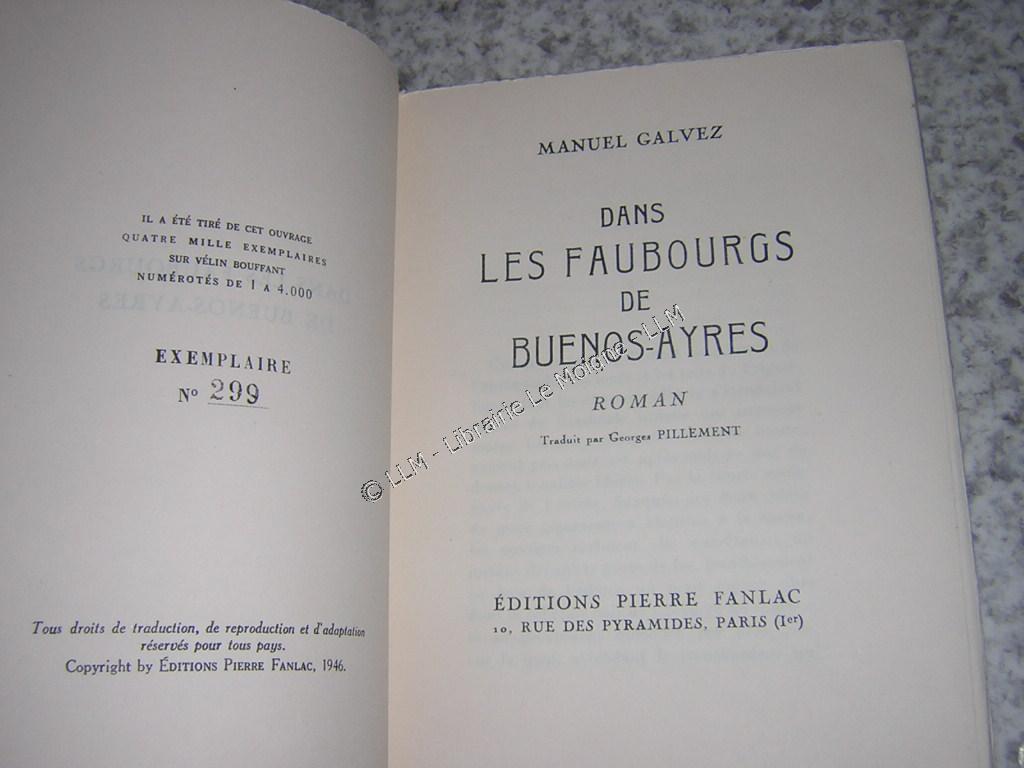 IL A ÉTÉ TIRÉ DE CET OUVRAGE
QUATRE MILLE EXEMPLAIRES
SUR VÉLIN BOUFFANT
NUMÉROTÉS DE I A 4.000
EXEMPLAIRE
No 299
Tous droits de traduction, de reproduction et d'adaptation
réservés pour tous pays.
Copyright by ÉDITIONS PIERRE FANLAC, 1946.
MANUEL GALVEZ
DANS
LES FAUBOURGS
DE
BUENOS-AYRES
ROMAN
Traduit par Georges PILLEMENT
ÉDITIONS PIERRE FANLAC
10, RUE DES PYRAMIDES, PARIS (Ier)
© LLM - Librairie Le Moigne - LLM